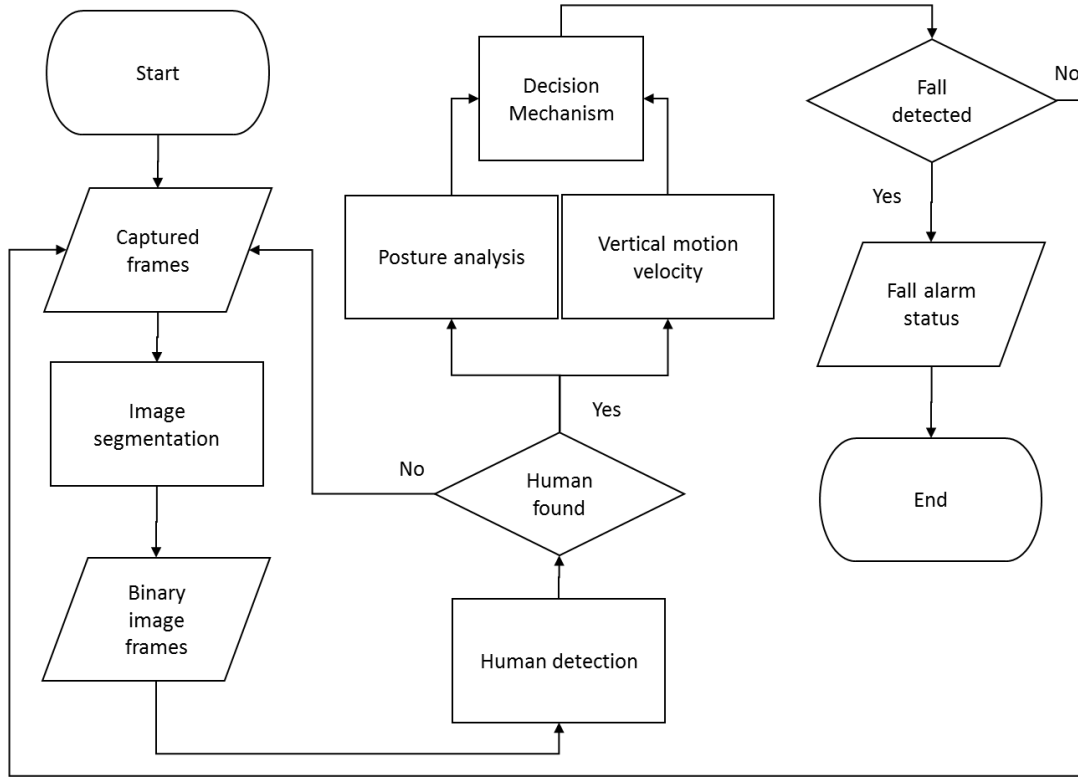 Start
Captured
frames
Image
segmentation
Binary
image
frames
Human detection
Human
found
No
Yes
Posture analysis
Vertical motion
velocity
Decision
Mechanism
Fall
detected
No
Yes
Fall alarm
status
End